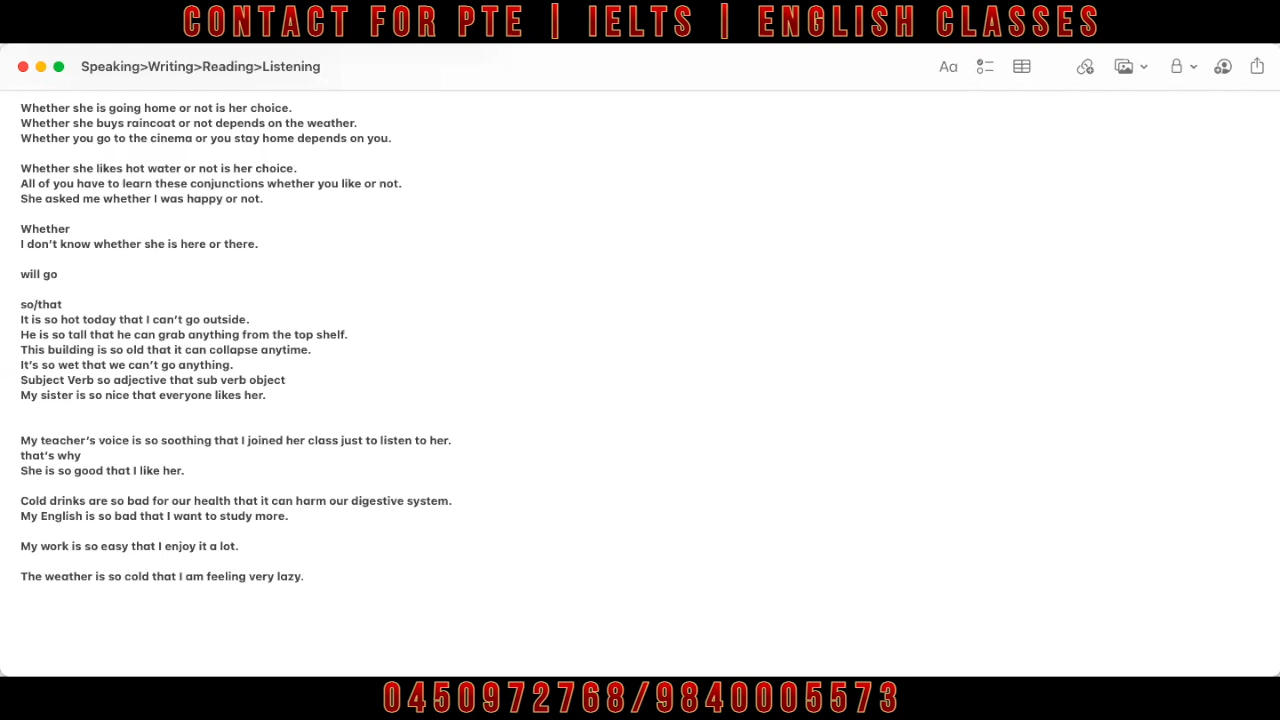 CONTACT FOR PTE | IELTS | ENGLISH CLASSES
Speaking>Writing>Reading>Listening
Aa
Whether she is going home or not is her choice.
Whether she buys raincoat or not depends on the weather.
Whether you go to the cinema or you stay home depends on you.
Whether she likes hot water or not is her choice.
All of you have to learn these conjunctions whether you like or not.
She asked me whether I was happy or not.
Whether
I don’t know whether she is here or there.
will go
so/that
It is so hot today that I can’t go outside.
He is so tall that he can grab anything from the top shelf.
This building is so old that it can collapse anytime.
It’s so wet that we can’t go anything.
Subject Verb so adjective that sub verb object
My sister is so nice that everyone likes her.
My teacher’s voice is so soothing that I joined her class just to listen to her.
that’s why
She is so good that I like her.
Cold drinks are so bad for our health that it can harm our digestive system.
My English is so bad that I want to study more.
My work is so easy that I enjoy it a lot.
The weather is so cold that I am feeling very lazy.
0450972768/9840005573